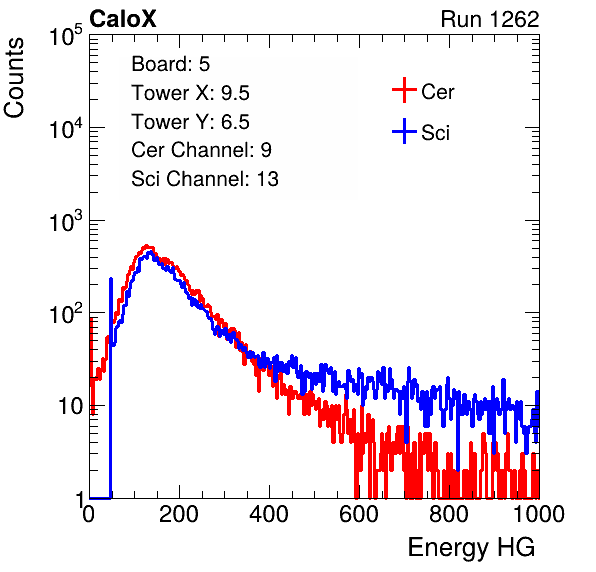 CaloX Run 1262
Board: 5
Tower X: 9.5
Tower Y: 6.5
Cer Channel: 9
Sci Channel: 13
Cer
Sci
Counts
10^5
10^4
10^3
10^2
10
1
0 200 400 600 800 1000
Energy HG